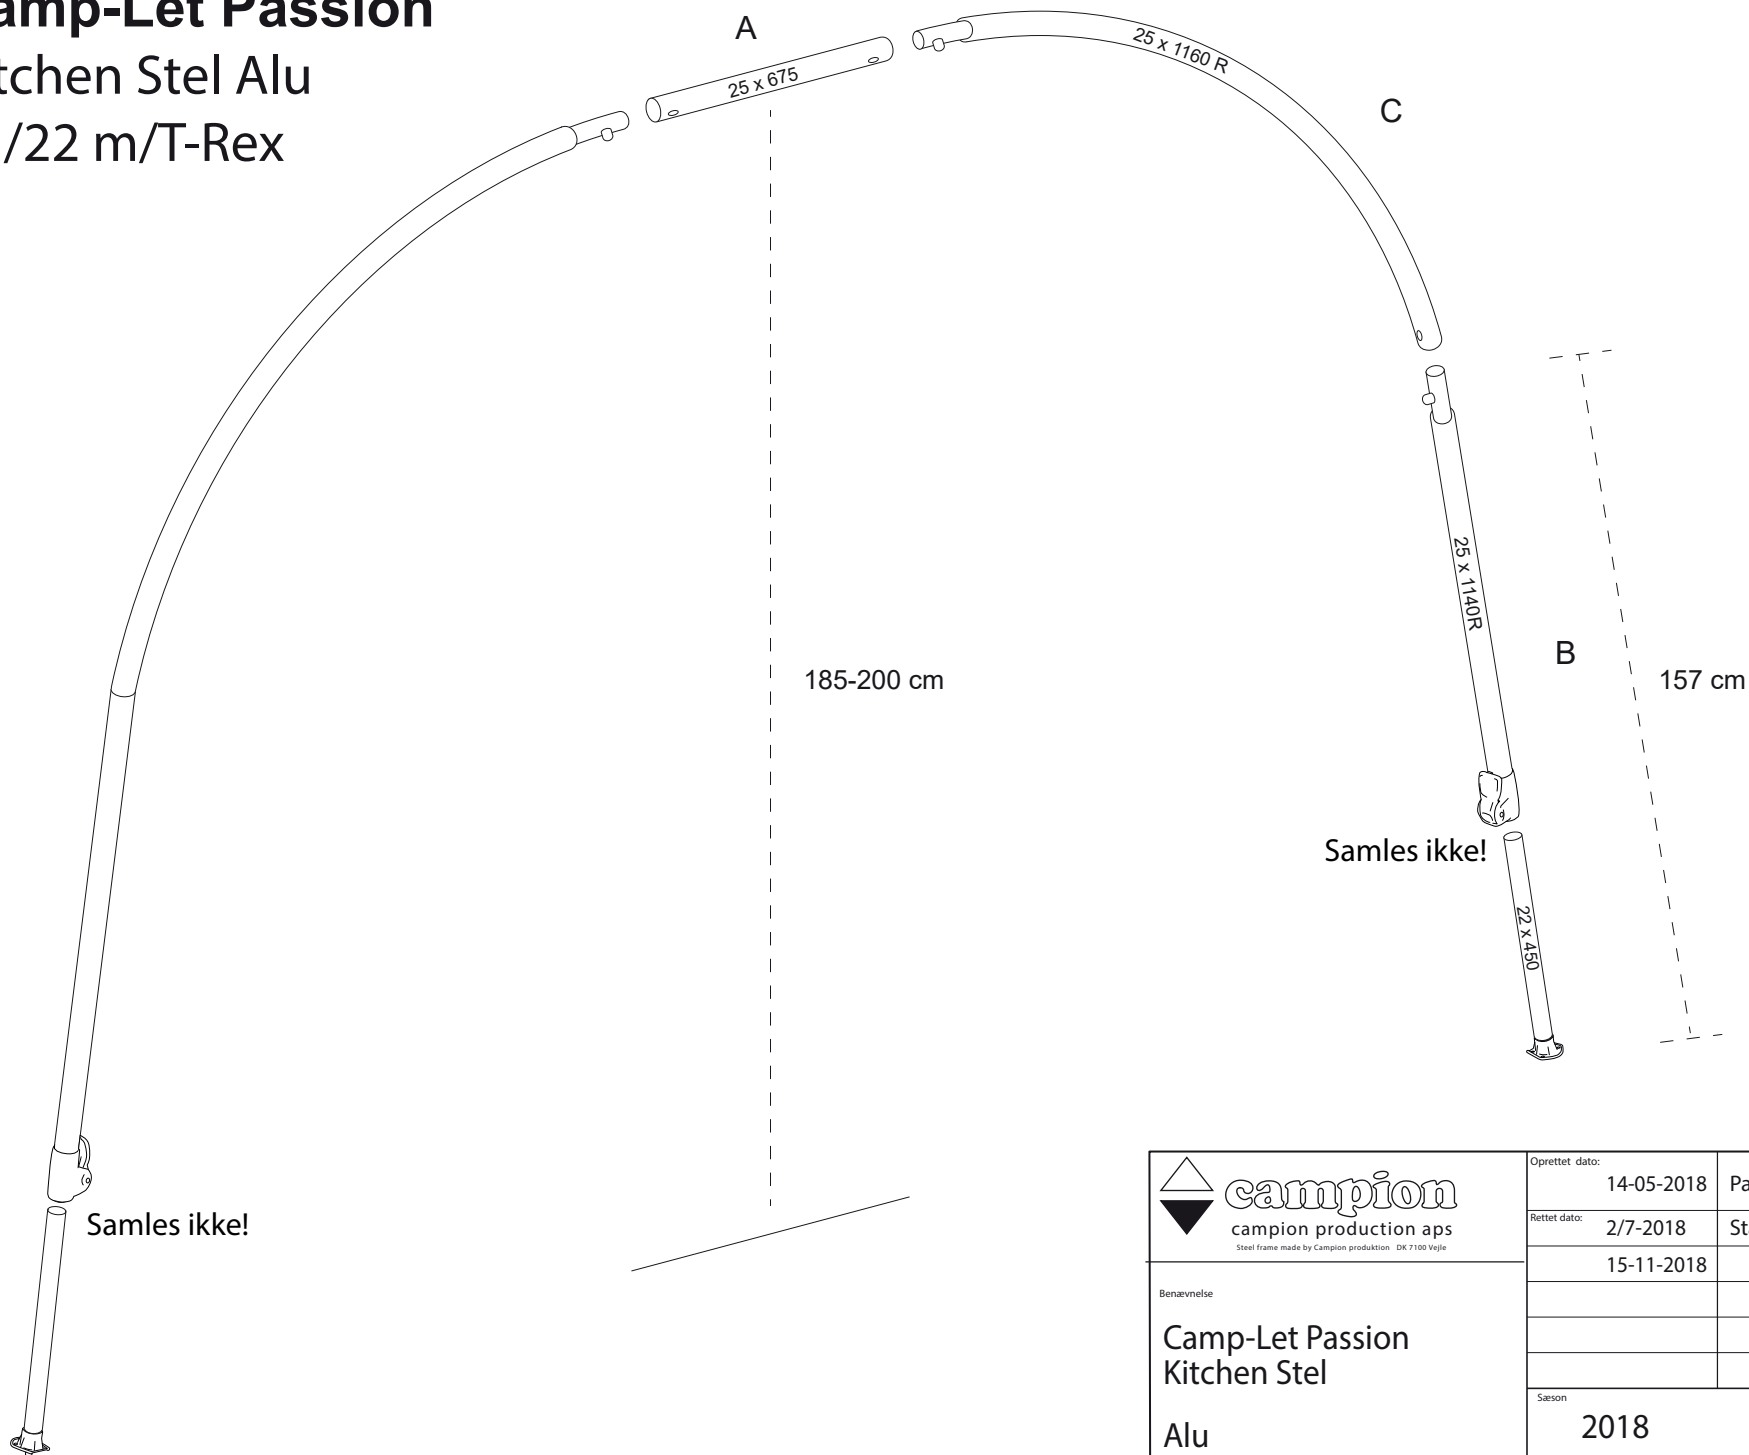 amp-Let Passion
tchen Stel Alu
/22 m/T-Rex
A
25 x 675
25 x 1160 R
C
25 x 1140R
B
185-200 cm
157 cm
Samles ikke!
22 x 450
Samles ikke!
campion
campion production aps
Steel frame made by Campion produktion DK 7100 Vejle
Oprettet dato:
14-05-2018 Pa
Rettet dato: 2/7-2018
15-11-2018
Benævnelse
Camp-Let Passion
Kitchen Stel
Alu
Sæson
2018